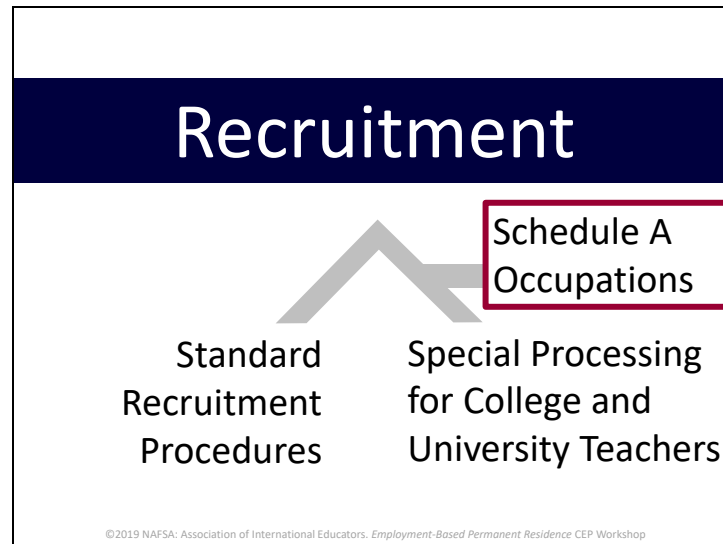 Recruitment
Schedule A
Occupations
Standard
Recruitment
Procedures
Special Processing
for College and
University Teachers
©2019 NAFSA: Association of International Educators. Employment-Based Permanent Residence CEP Workshop